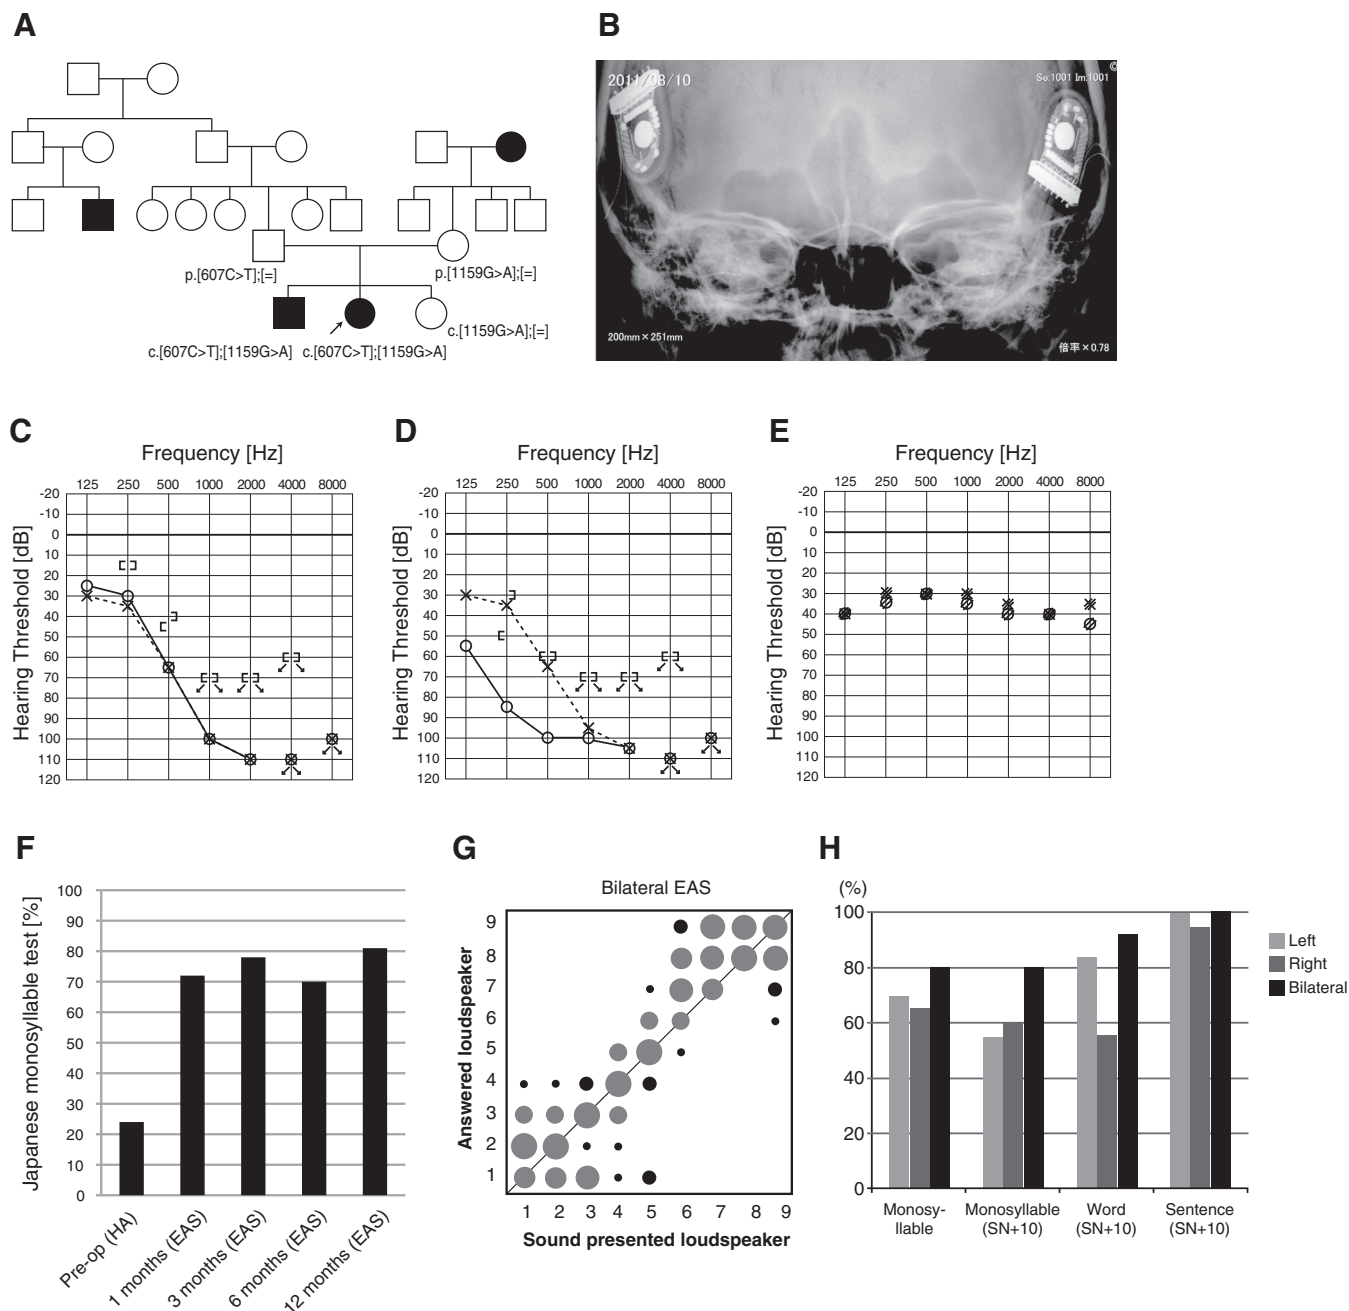 A
B
p.[607C>T];[=]
p.[1159G>A];[=]
c.[1159G>A];[=]
c.[607C>T];[1159G>A]
c.[607C>T];[1159G>A]
2011/08/10
Se:1001 Im:1001
©
200mm×251mm
倍率×0.78
C
Frequency [Hz]
125 250 500 1000 2000 4000 8000
Hearing Threshold [dB]
-20
-10
0
10
20
30
40
50
60
70
80
90
100
110
120
D
Frequency [Hz]
125 250 500 1000 2000 4000 8000
Hearing Threshold [dB]
-20
-10
0
10
20
30
40
50
60
70
80
90
100
110
120
E
Frequency [Hz]
125 250 500 1000 2000 4000 8000
Hearing Threshold [dB]
-20
-10
0
10
20
30
40
50
60
70
80
90
100
110
120
F
Japanese monosyllable test [%]
100
90
80
70
60
50
40
30
20
10
0
Pre-op (HA)
1 months (EAS)
3 months (EAS)
6 months (EAS)
12 months (EAS)
G
Bilateral EAS
Answered loudspeaker
9
8
7
6
5
4
3
2
1
1 2 3 4 5 6 7 8 9
Sound presented loudspeaker
H
(%)
100
80
60
40
20
0
Monosy-
llable
Monosyllable
(SN+10)
Word
(SN+10)
Sentence
(SN+10)
Left
Right
Bilateral